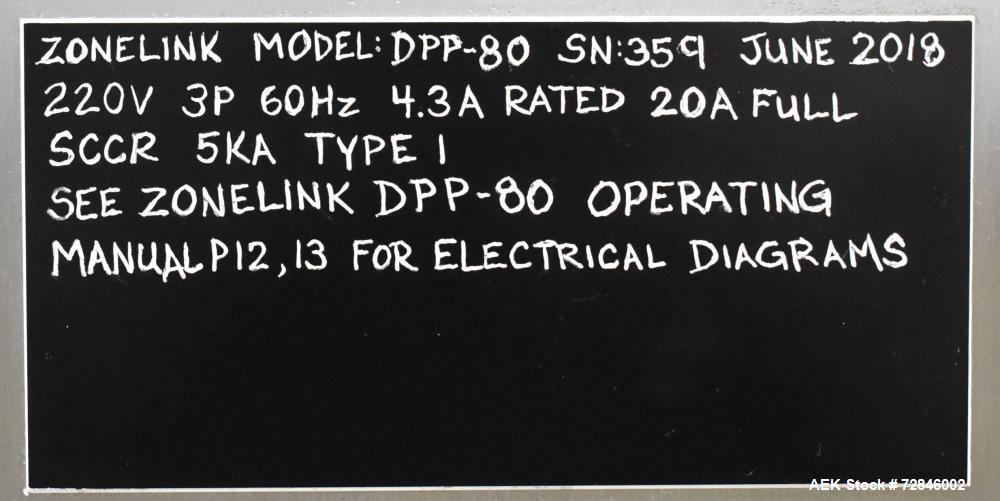 ZONELINK MODEL: DPP-80 SN:359 JUNE 2018
220V 3P 60Hz 4.3A RATED 20A FULL
SCCR 5KA TYPE 1
SEE ZONELINK DPP-80 OPERATING
MANUAL P12,13 FOR ELECTRICAL DIAGRAMS
AEK Stock # 72846002